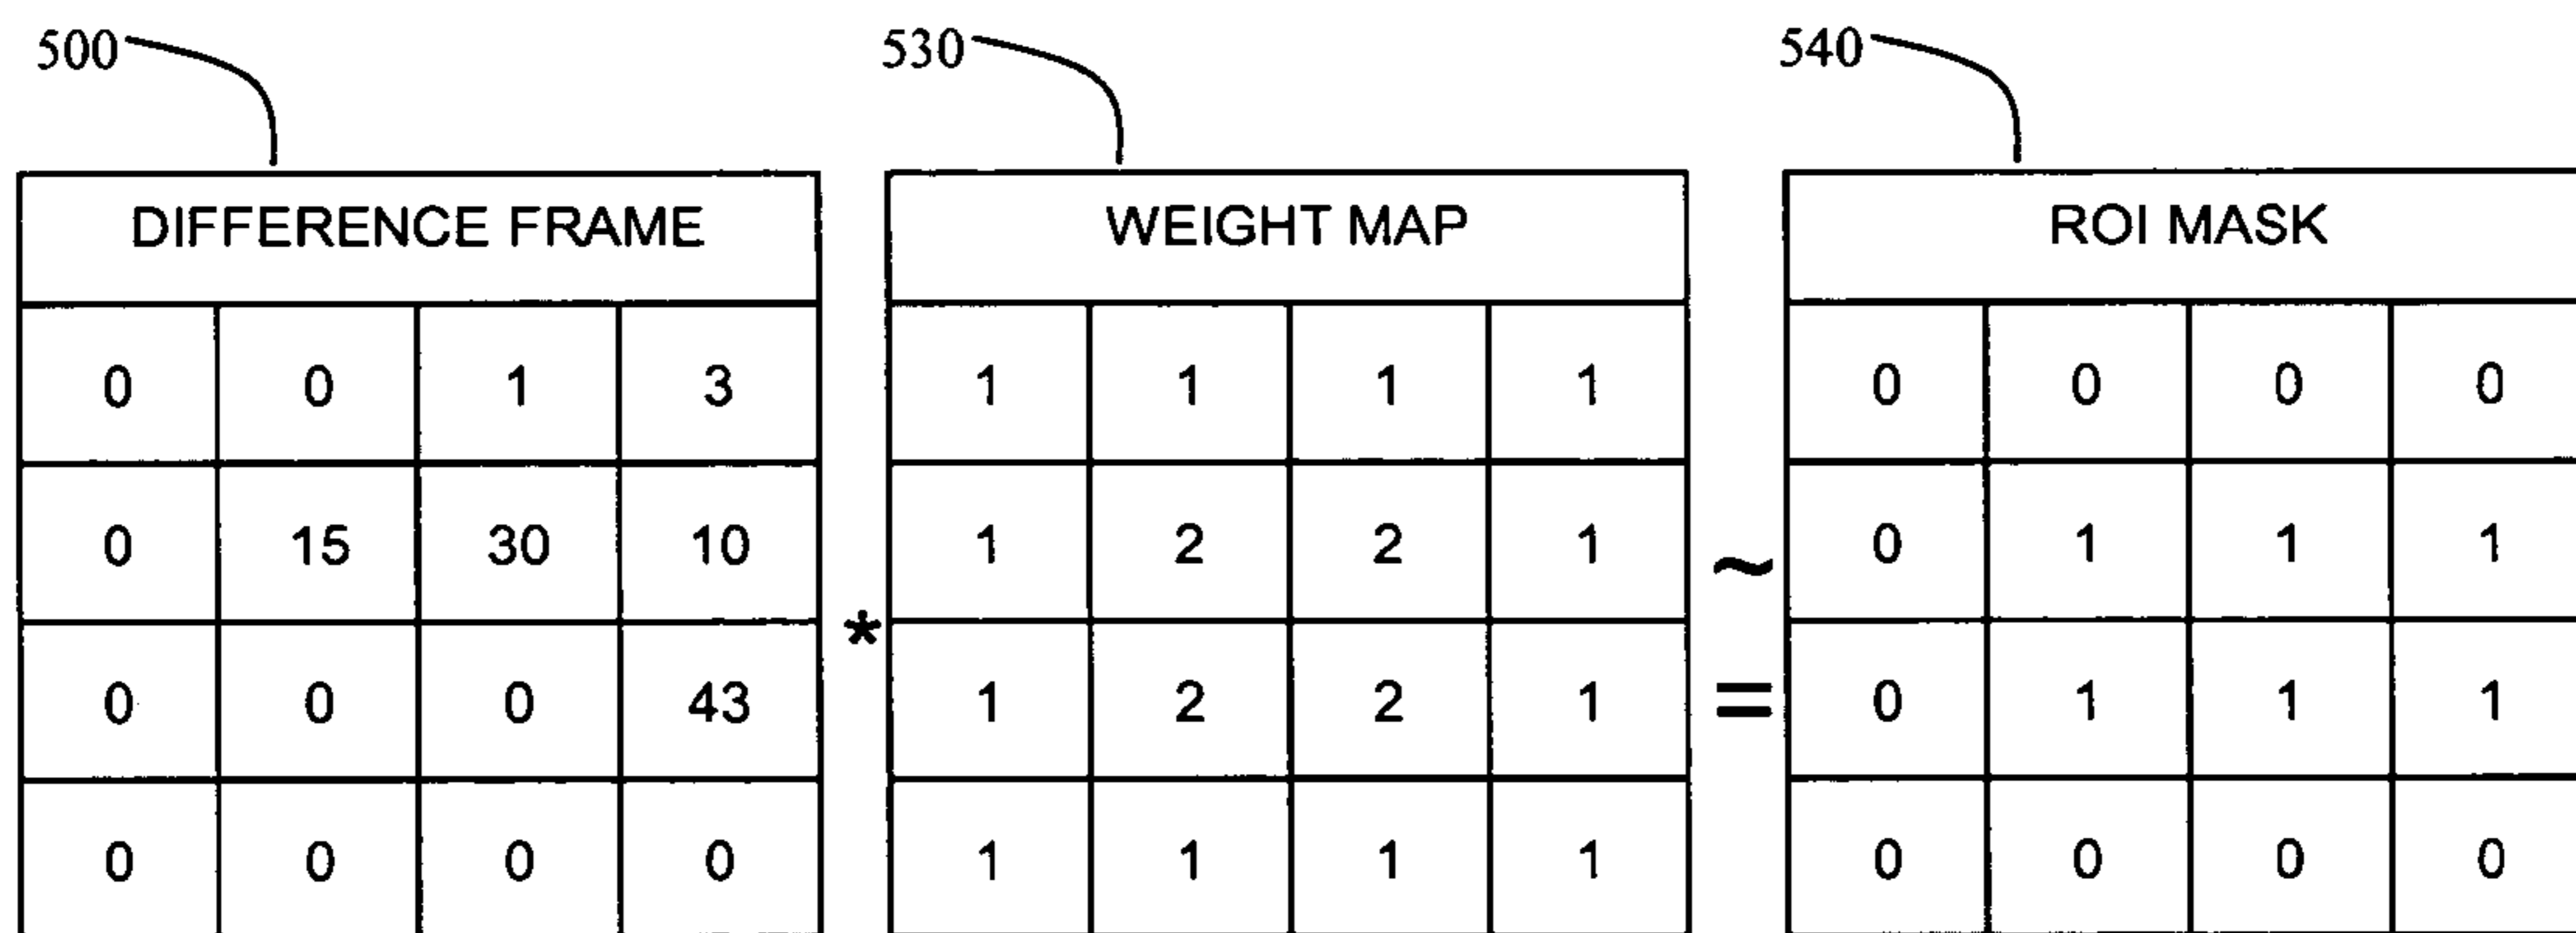 500 530 540
DIFFERENCE FRAME WEIGHT MAP ROI MASK
0 0 1 3 1 1 1 1 0 0 0 0
0 15 30 10 1 2 2 1 ~ 0 1 1 1
*
0 0 0 43 1 2 2 1 = 0 1 1 1
0 0 0 0 1 1 1 1 0 0 0 0